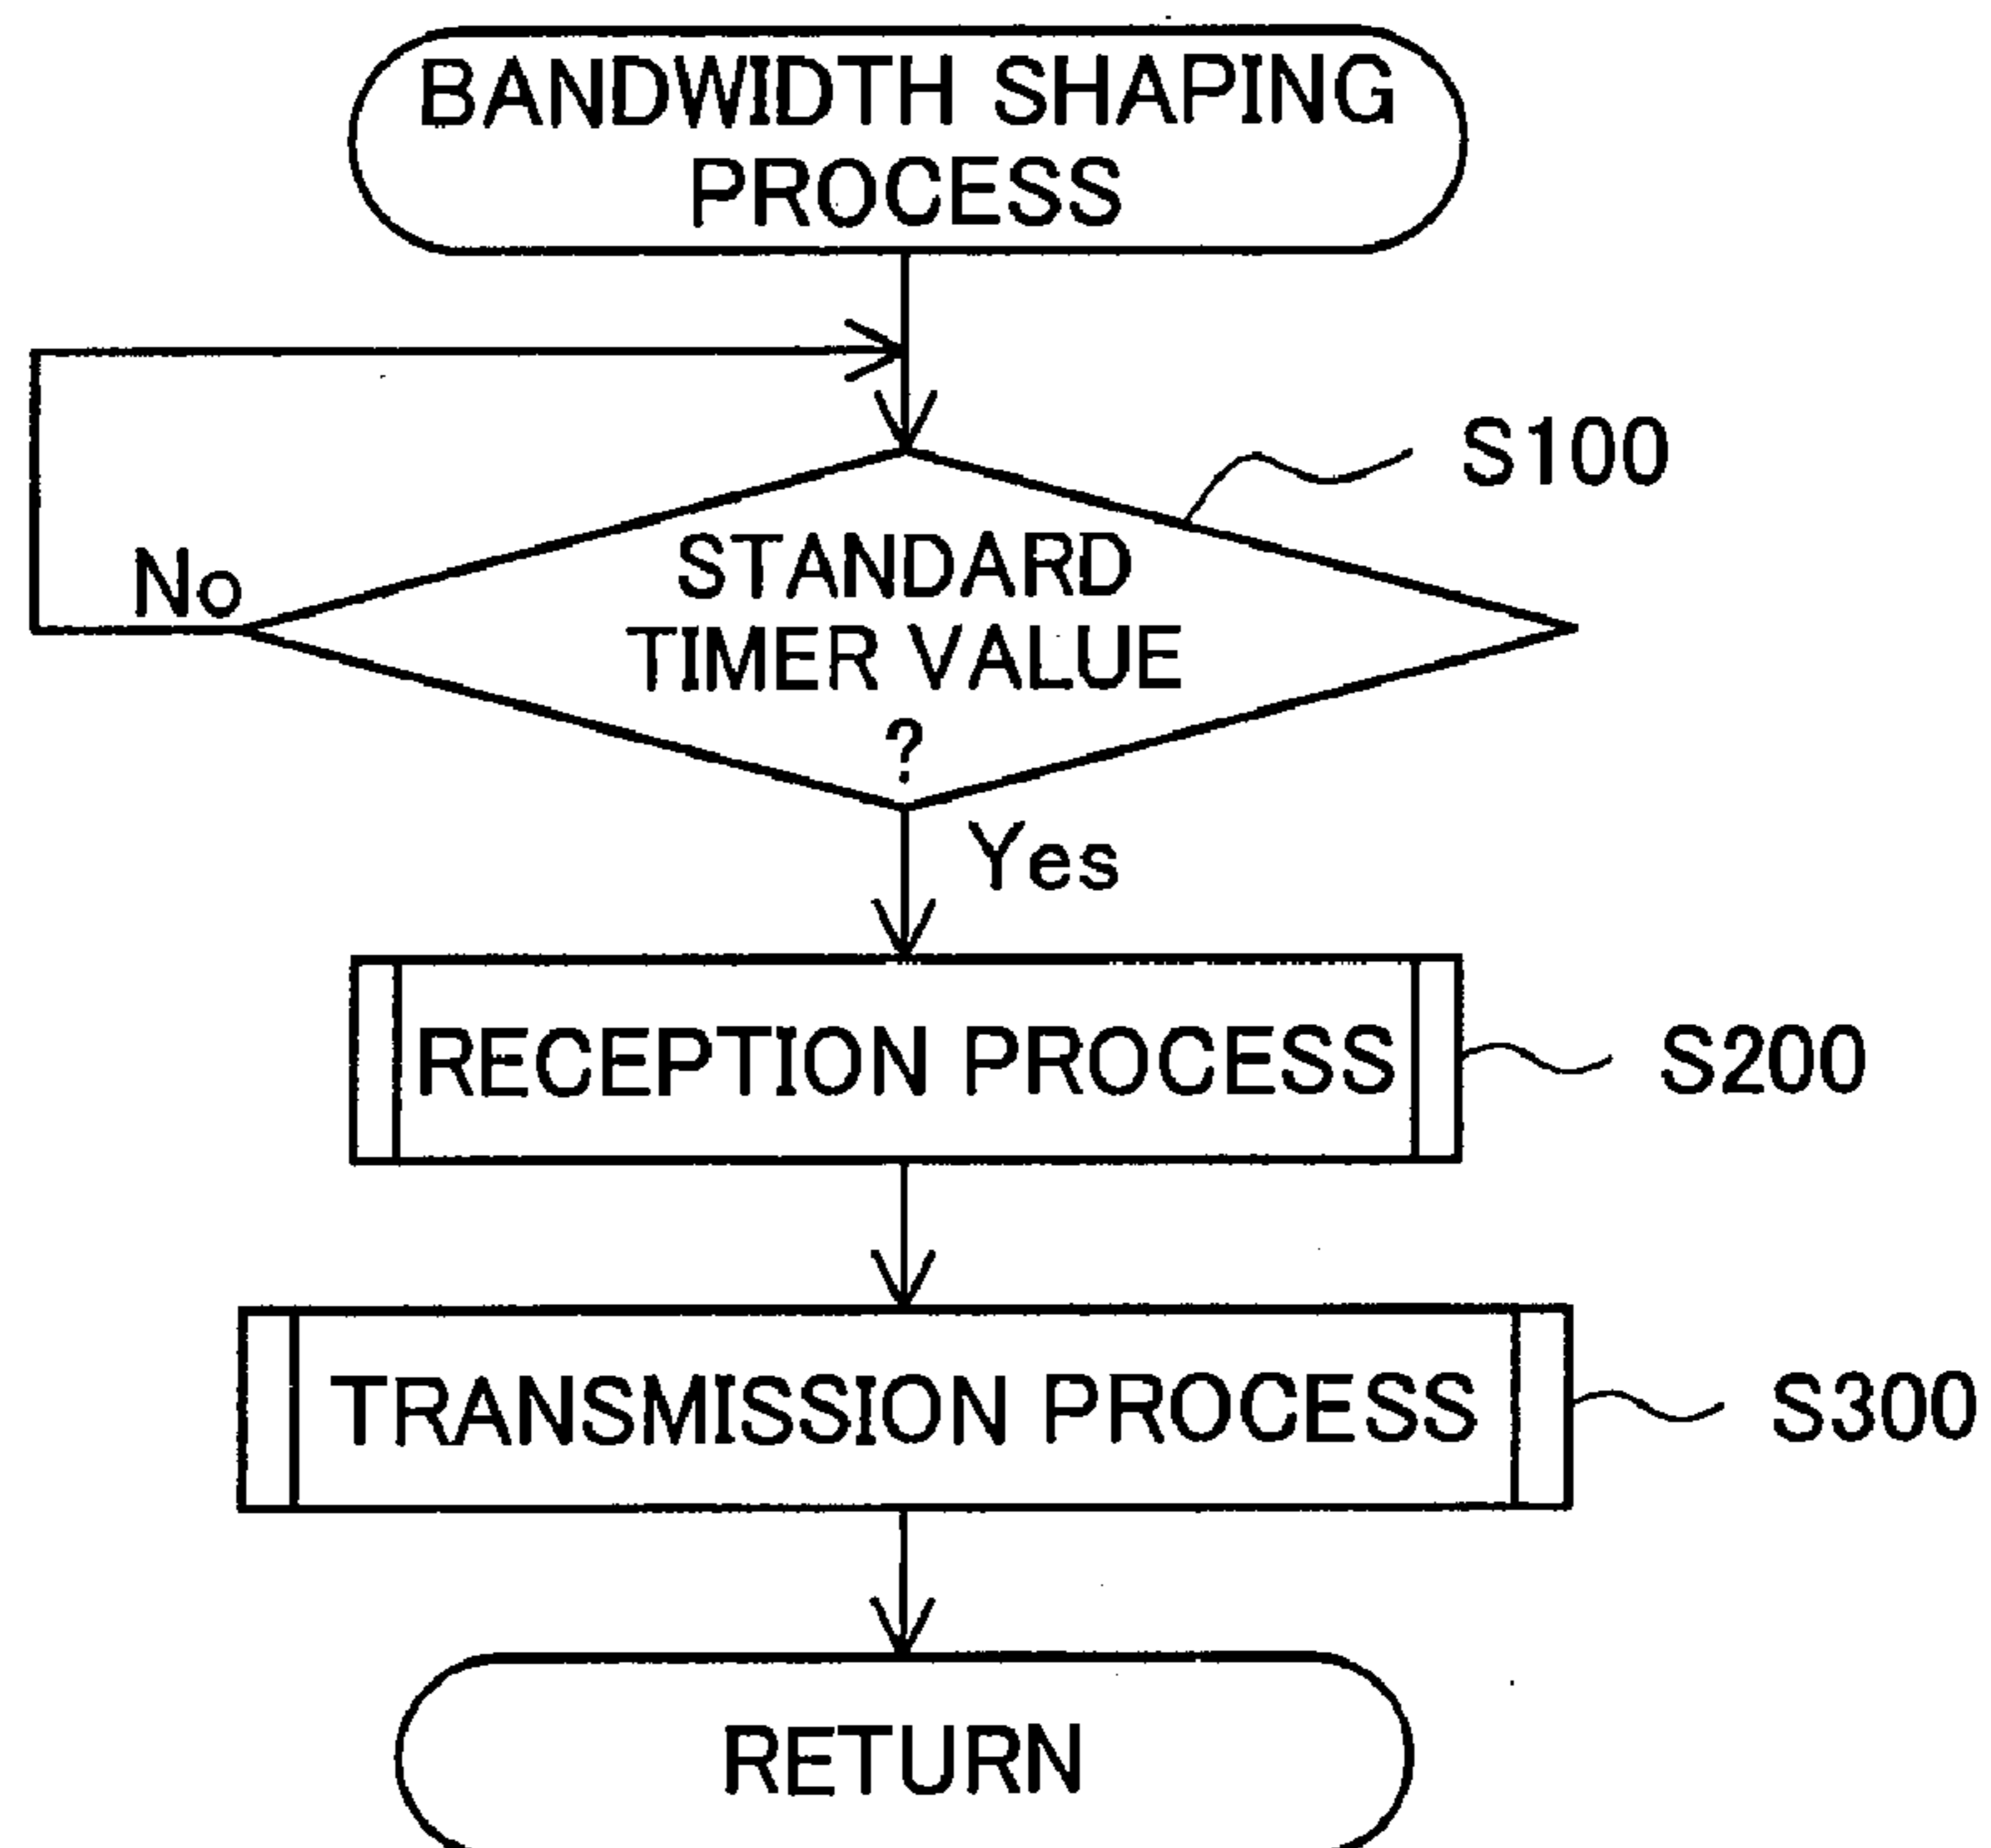 BANDWIDTH SHAPING
PROCESS
S100
STANDARD
TIMER VALUE
?
No
Yes
RECEPTION PROCESS
S200
TRANSMISSION PROCESS
S300
RETURN